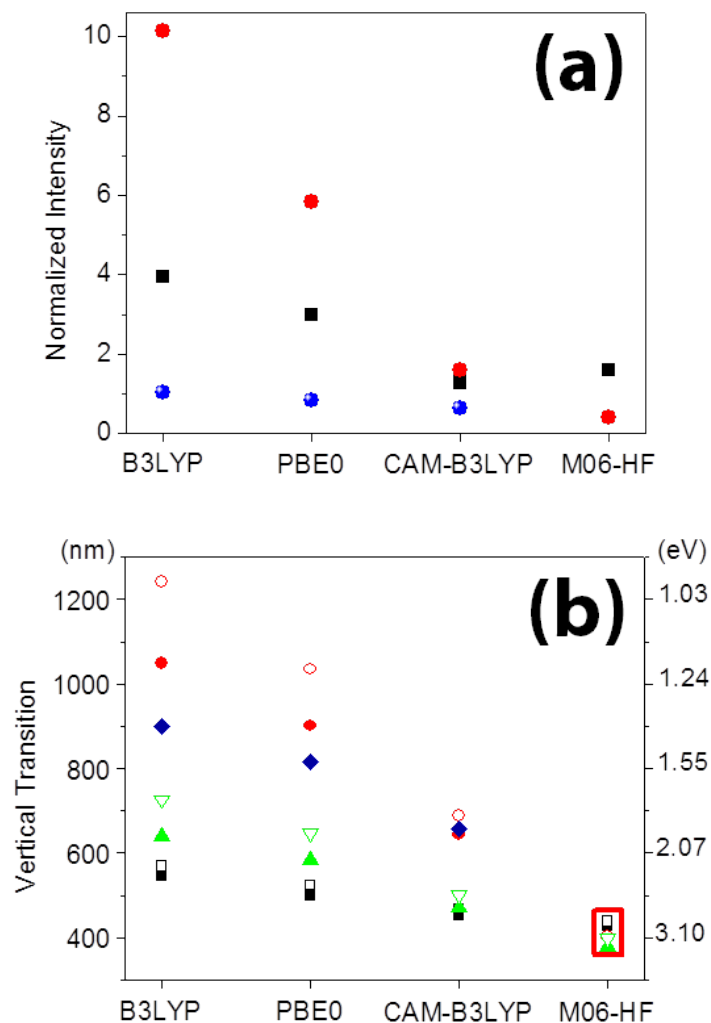 (a)
10
8
6
4
2
0
Normalized Intensity
B3LYP PBE0 CAM-B3LYP M06-HF
(nm) (eV)
(b)
1200 1.03
1000 1.24
800 1.55
600 2.07
400 3.10
Vertical Transition
B3LYP PBE0 CAM-B3LYP M06-HF